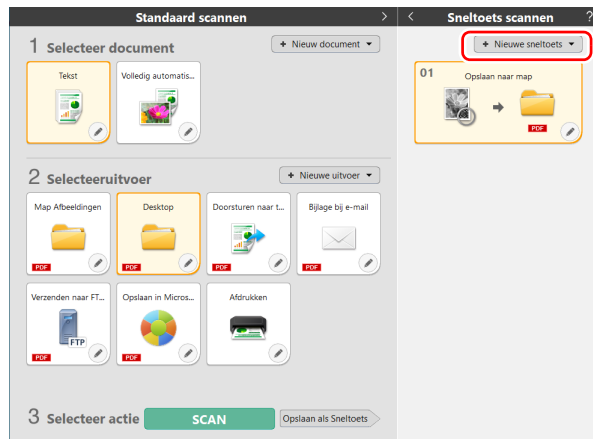 Standaard scannen >
< Sneltoets scannen ?
1 Selecteer document
+ Nieuw document
+ Nieuwe sneltoets
Tekst
Volledig automatis...
01 Opslaan naar map
PDF
2 Selecteeruitvoer
+ Nieuwe uitvoer
Map Afbeeldingen
Desktop
Doorsturen naar t...
Bijlage bij e-mail
PDF
PDF
PDF
PDF
Verzenden naar FT...
Opslaan in Micros...
Afdrukken
FTP
PDF
PDF
3 Selecteer actie
SCAN
Opslaan als Sneltoets